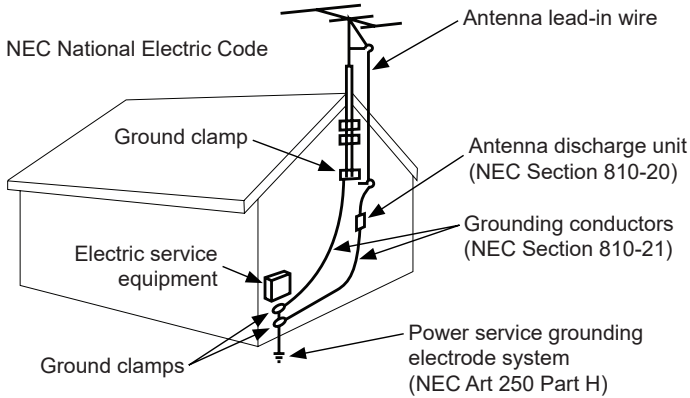 Antenna lead-in wire
NEC National Electric Code
Ground clamp
Antenna discharge unit
(NEC Section 810-20)
Grounding conductors
(NEC Section 810-21)
Electric service
equipment
Power service grounding
electrode system
(NEC Art 250 Part H)
Ground clamps